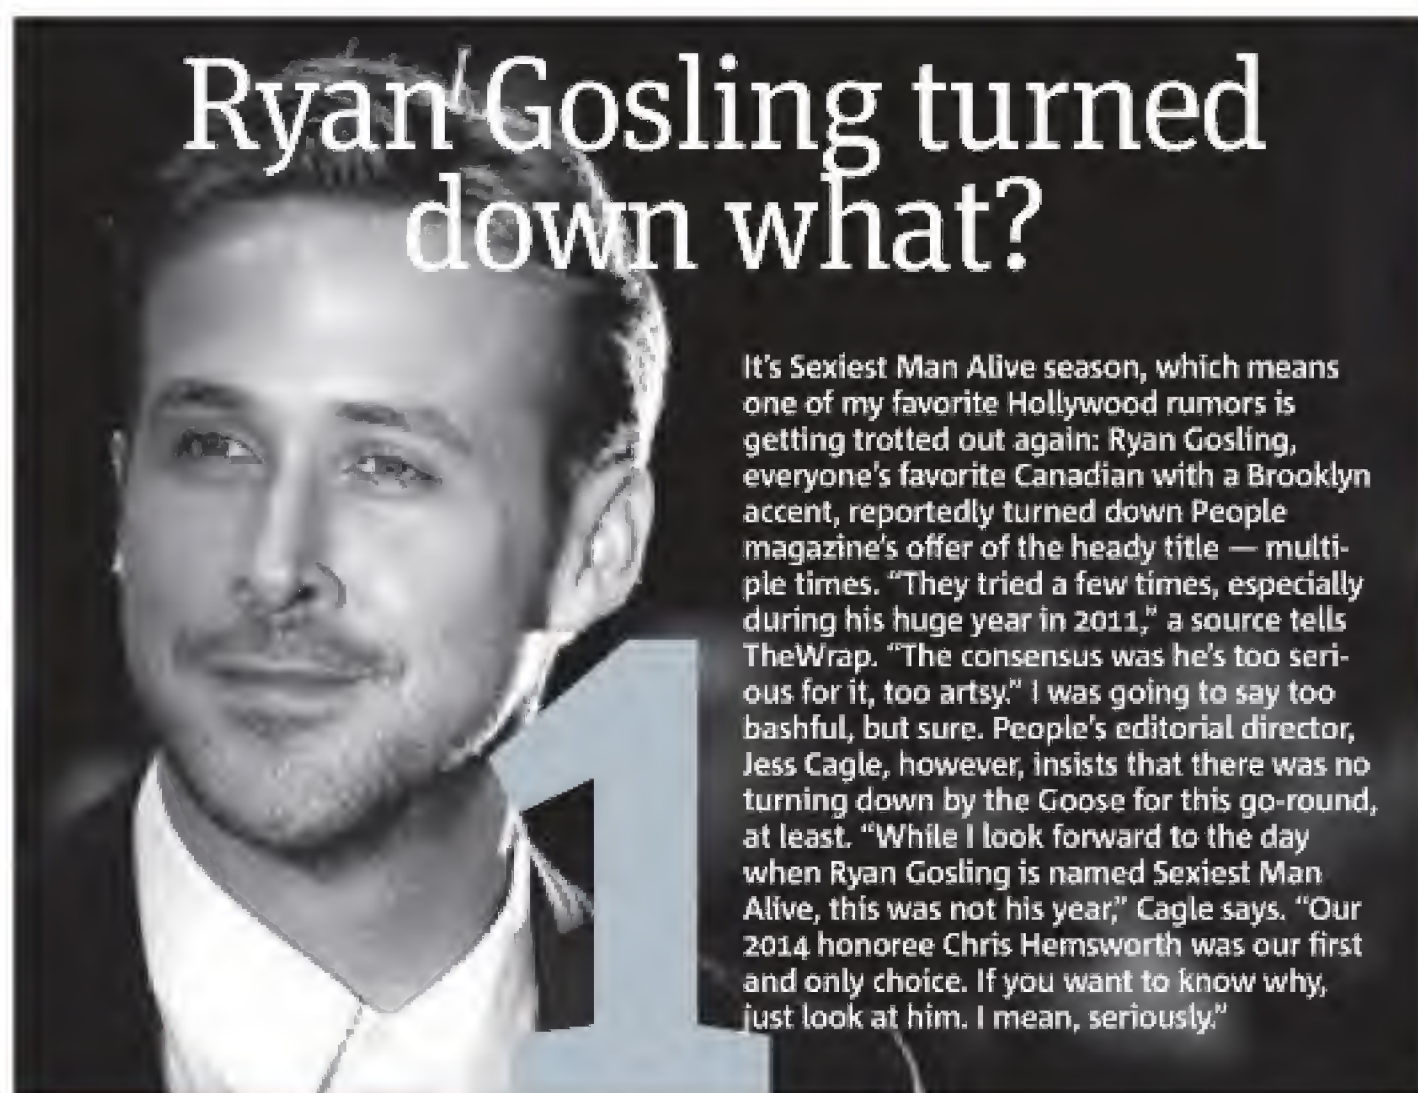 Ryan Gosling turned
down what?
It's Sexiest Man Alive season, which means
one of my favorite Hollywood rumors is
getting trotted out again: Ryan Gosling,
everyone's favorite Canadian with a Brooklyn
accent, reportedly turned down People
magazine's offer of the heady title — multi-
ple times. “They tried a few times, especially
during his huge year in 2011,” a source tells
TheWrap. “The consensus was he's too seri-
ous for it, too artsy.” I was going to say too
bashful, but sure. People's editorial director,
Jess Cagle, however, insists that there was no
turning down by the Goose for this go-round,
at least. “While I look forward to the day
when Ryan Gosling is named Sexiest Man
Alive, this was not his year,” Cagle says. “Our
2014 honoree Chris Hemsworth was our first
and only choice. If you want to know why,
just look at him. I mean, seriously.”
1